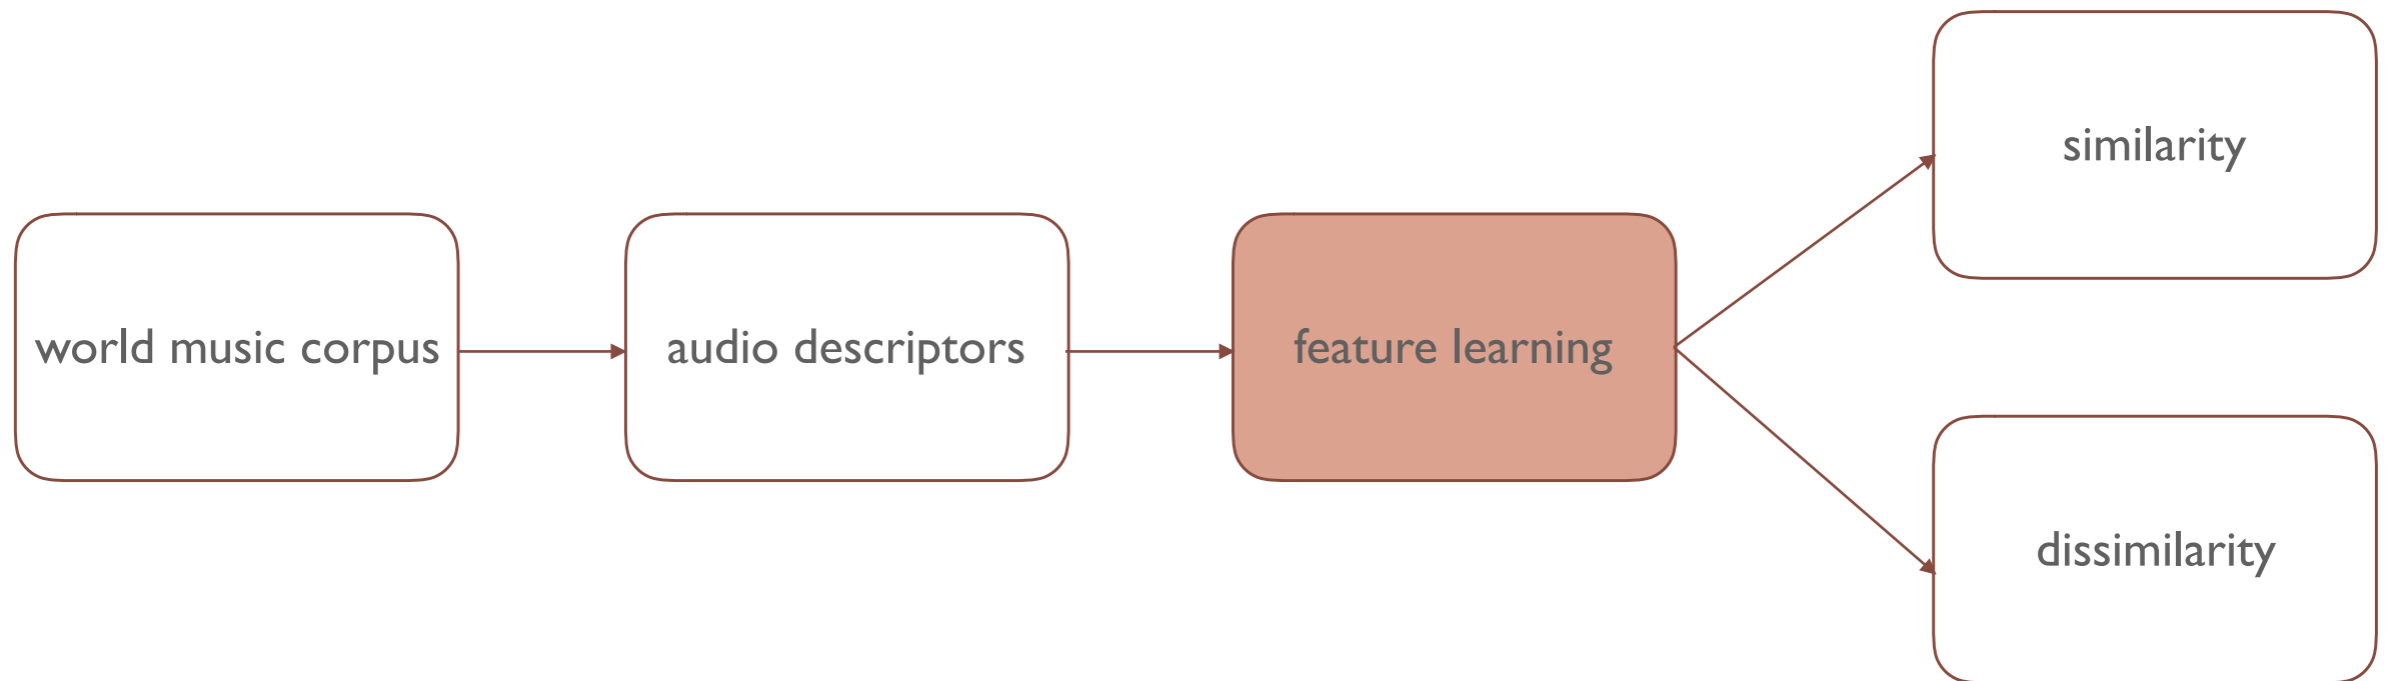 world music corpus
audio descriptors
feature learning
similarity
dissimilarity